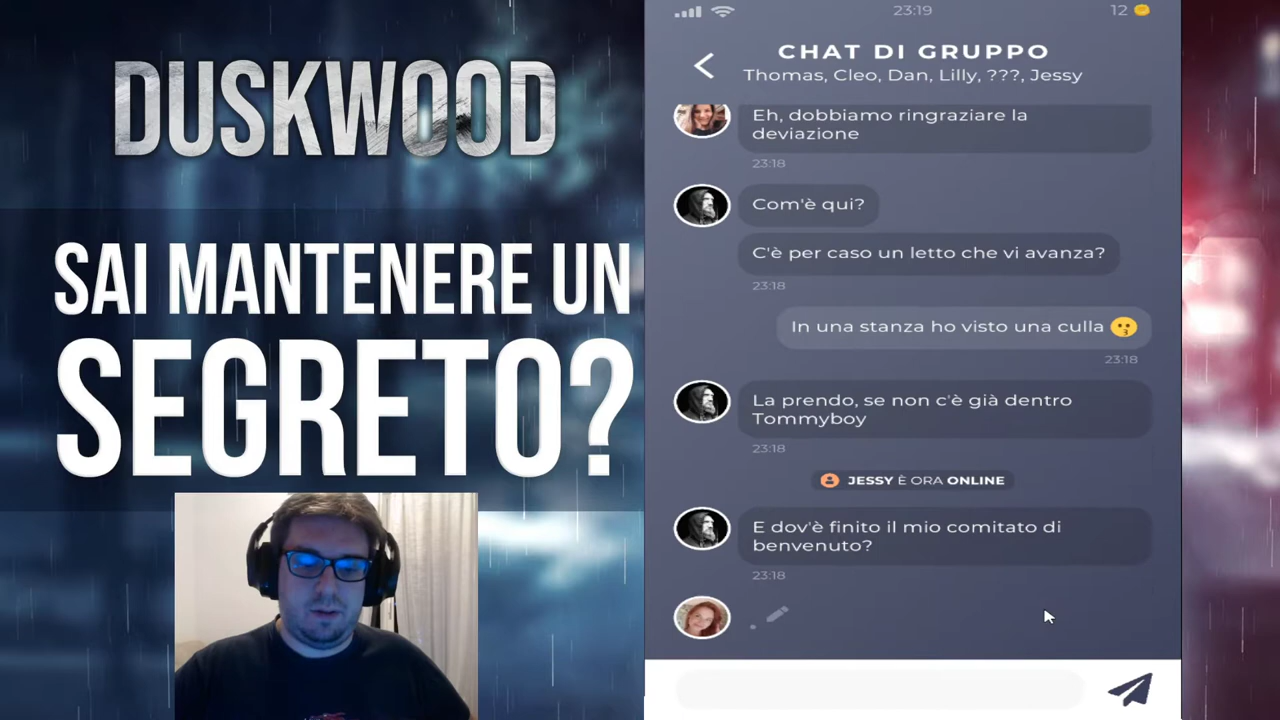 DUSKWOOD
SAI MANTENERE UN
SEGRETO?
23:19
12
CHAT DI GRUPPO
Thomas, Cleo, Dan, Lilly, ???, Jessy
Eh, dobbiamo ringraziare la
deviazione
23:18
Com'è qui?
C'è per caso un letto che vi avanza?
23:18
In una stanza ho visto una culla 😗
23:18
La prendo, se non c'è già dentro
Tommyboy
23:18
JESSY È ORA ONLINE
E dov'è finito il mio comitato di
benvenuto?
23:18